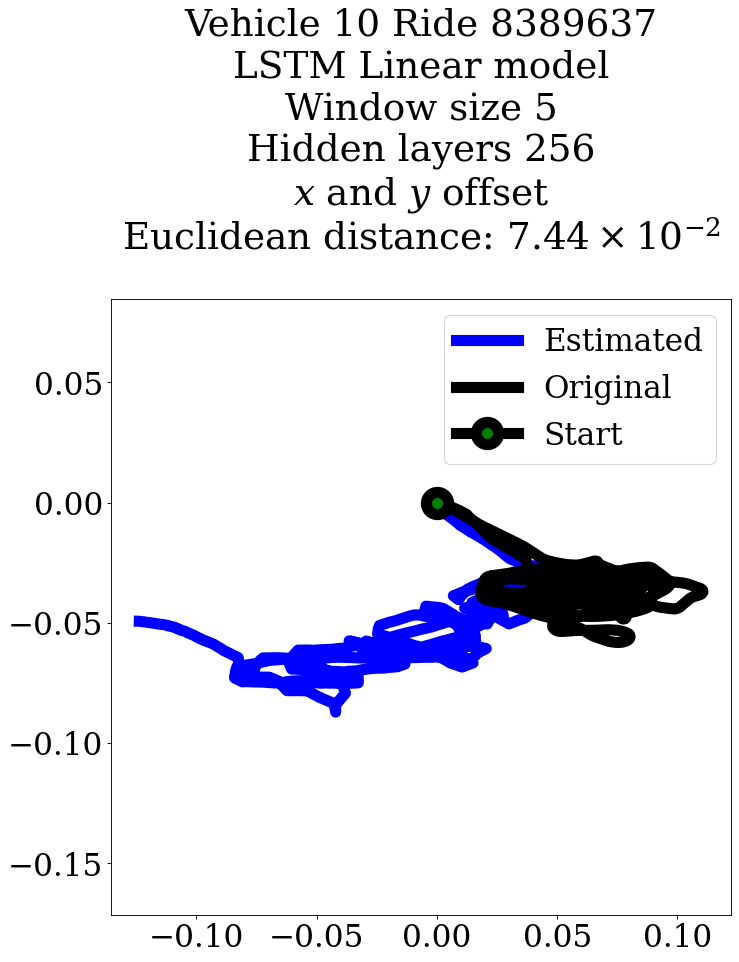 Vehicle 10 Ride 8389637
LSTM Linear model
Window size 5
Hidden layers 256
x and y offset
Euclidean distance: 7.44 × 10⁻²
Estimated
Original
Start
0.05
0.00
−0.05
−0.10
−0.15
−0.10 −0.05 0.00 0.05 0.10